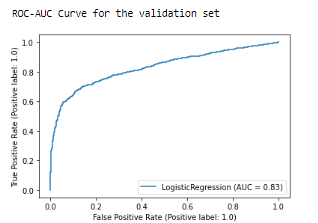 ROC-AUC Curve for the validation set
1.0
0.8
0.6
0.4
0.2
0.0
True Positive Rate (Positive label: 1.0)
LogisticRegression (AUC = 0.83)
0.0 0.2 0.4 0.6 0.8 1.0
False Positive Rate (Positive label: 1.0)